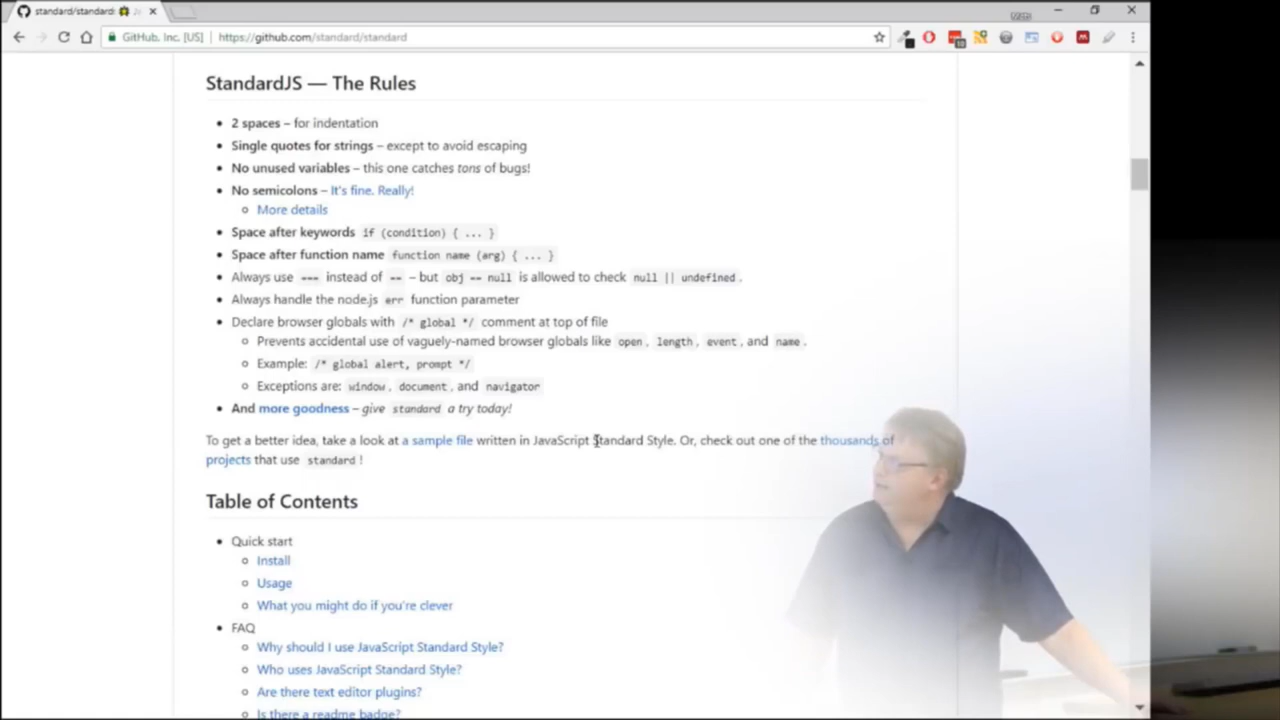 standard/standard:
GitHub, Inc. [US] | https://github.com/standard/standard
StandardJS — The Rules
2 spaces – for indentation
Single quotes for strings – except to avoid escaping
No unused variables – this one catches tons of bugs!
No semicolons – It's fine. Really!
More details
Space after keywords if (condition) { ... }
Space after function name function name (arg) { ... }
Always use === instead of == – but obj == null is allowed to check null || undefined.
Always handle the node.js err function parameter
Declare browser globals with /* global */ comment at top of file
Prevents accidental use of vaguely-named browser globals like open, length, event, and name.
Example: /* global alert, prompt */
Exceptions are: window, document, and navigator
And more goodness – give standard a try today!
To get a better idea, take a look at a sample file written in JavaScript Standard Style. Or, check out one of the thousands of
projects that use standard !
Table of Contents
Quick start
Install
Usage
What you might do if you're clever
FAQ
Why should I use JavaScript Standard Style?
Who uses JavaScript Standard Style?
Are there text editor plugins?
Is there a readme badge?